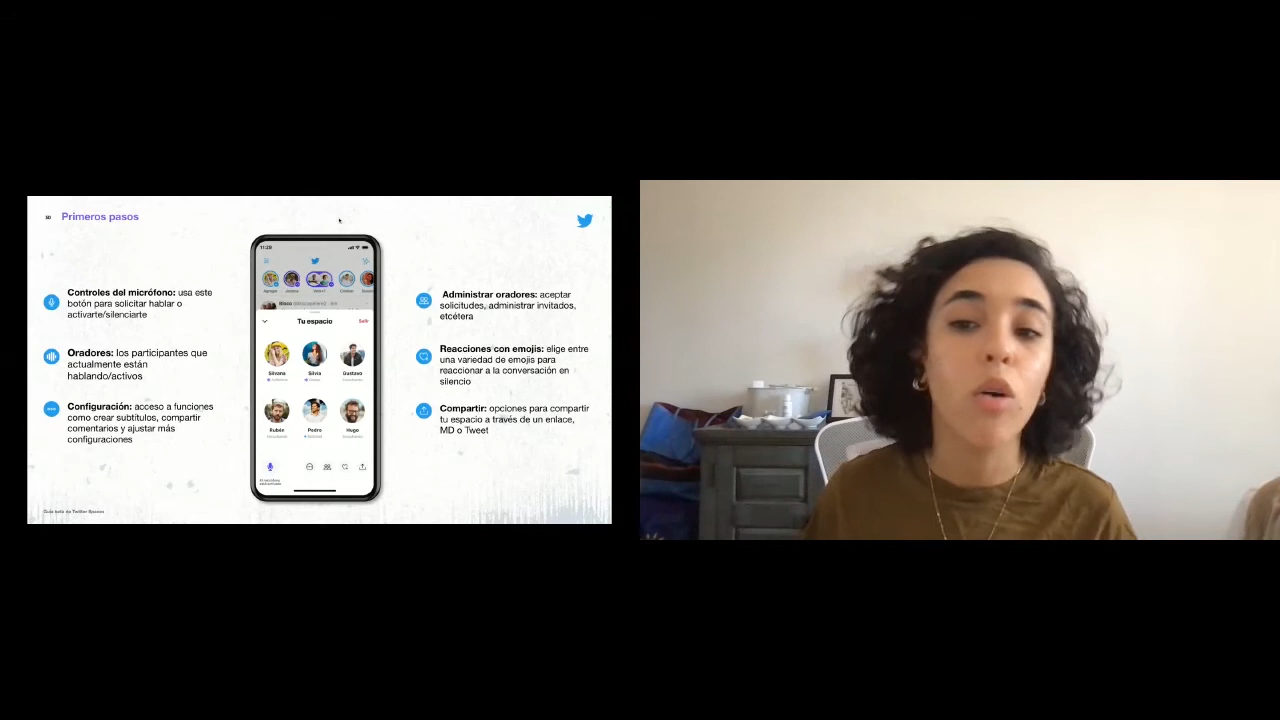 Primeros pasos
Controles del micrófono: usa este
botón para solicitar hablar o
activarte/silenciarte
Oradores: los participantes que
actualmente están
hablando/activos
Configuración: acceso a funciones
como crear subtítulos, compartir
comentarios y ajustar más
configuraciones
Guía beta de Twitter Spaces
11:29
Tu espacio
Salir
Silvana
Silvia
Gustavo
Rubén
Pedro
Hugo
Administrar oradores: aceptar
solicitudes, administrar invitados,
etcétera
Reacciones con emojis: elige entre
una variedad de emojis para
reaccionar a la conversación en
silencio
Compartir: opciones para compartir
tu espacio a través de un enlace,
MD o Tweet